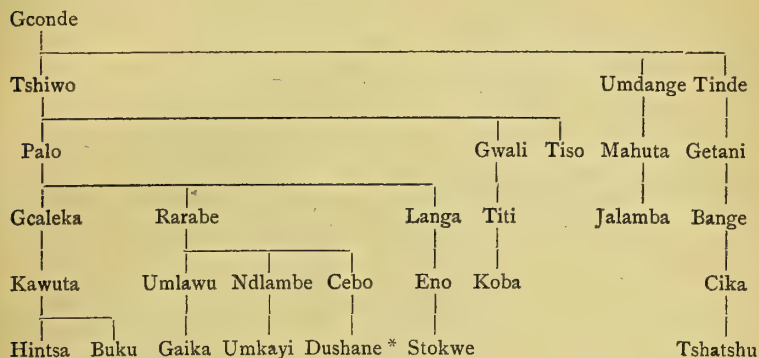 Gconde
Tshiwo Umdange Tinde
Palo Gwali Tiso Mahuta Getani
Gcaleka Rarabe Langa Titi Jalamba Bange
Kawuta Umlawu Ndlambe Cebo Eno Koba Cika
Hintsa Buku Gaika Umkayi Dushane * Stokwe Tshatshu